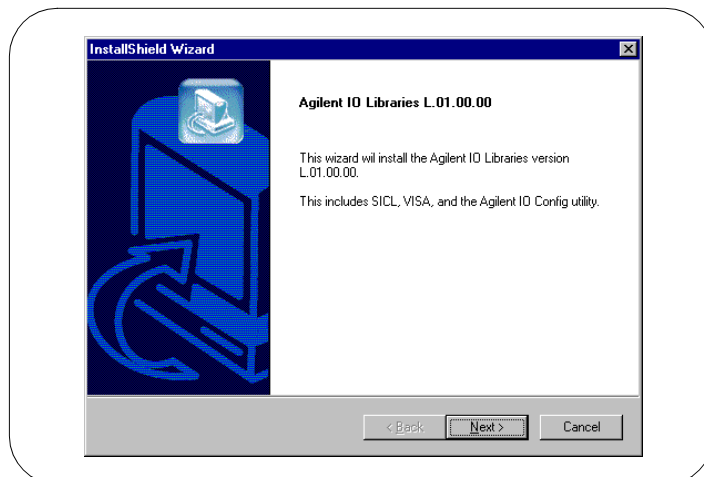 InstallShield Wizard
Agilent IO Libraries L.01.00.00
This wizard wil install the Agilent IO Libraries version
L.01.00.00.
This includes SICL, VISA, and the Agilent IO Config utility.
< Back
Next >
Cancel